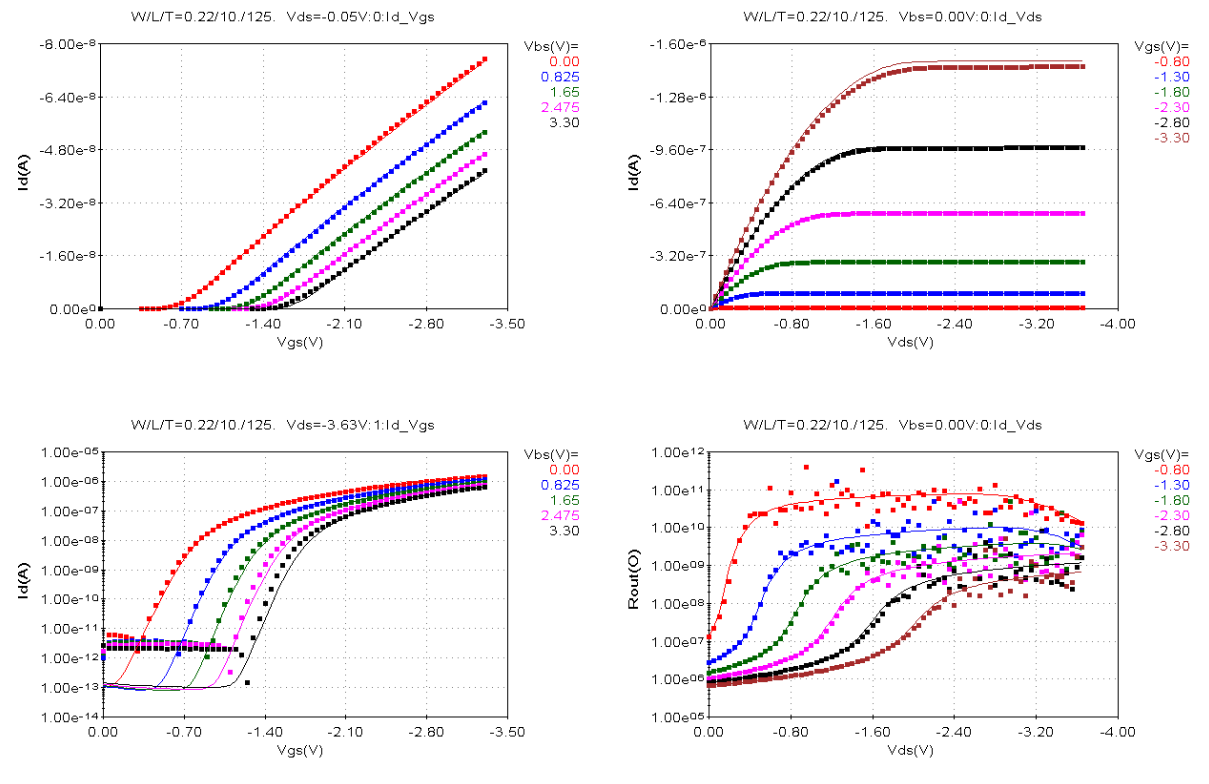 W/L/T=0.22/10./125. Vds=-0.05V:0:Id_Vgs
-8.00e-8
-6.40e-8
-4.80e-8
-3.20e-8
-1.60e-8
0.00e0
Id(A)
0.00 -0.70 -1.40 -2.10 -2.80 -3.50
Vgs(V)
Vbs(V)=
0.00
0.825
1.65
2.475
3.30
W/L/T=0.22/10./125. Vbs=0.00V:0:Id_Vds
-1.60e-6
-1.28e-6
-9.60e-7
-6.40e-7
-3.20e-7
0.00e0
Id(A)
0.00 -0.80 -1.60 -2.40 -3.20 -4.00
Vds(V)
Vgs(V)=
-0.80
-1.30
-1.80
-2.30
-2.80
-3.30
W/L/T=0.22/10./125. Vds=-3.63V:1:Id_Vgs
1.00e-05
1.00e-06
1.00e-07
1.00e-08
1.00e-09
1.00e-10
1.00e-11
1.00e-12
1.00e-13
1.00e-14
Id(A)
0.00 -0.70 -1.40 -2.10 -2.80 -3.50
Vgs(V)
Vbs(V)=
0.00
0.825
1.65
2.475
3.30
W/L/T=0.22/10./125. Vbs=0.00V:0:Id_Vds
1.00e12
1.00e11
1.00e10
1.00e09
1.00e08
1.00e07
1.00e06
1.00e05
Rout(O)
0.00 -0.80 -1.60 -2.40 -3.20 -4.00
Vds(V)
Vgs(V)=
-0.80
-1.30
-1.80
-2.30
-2.80
-3.30